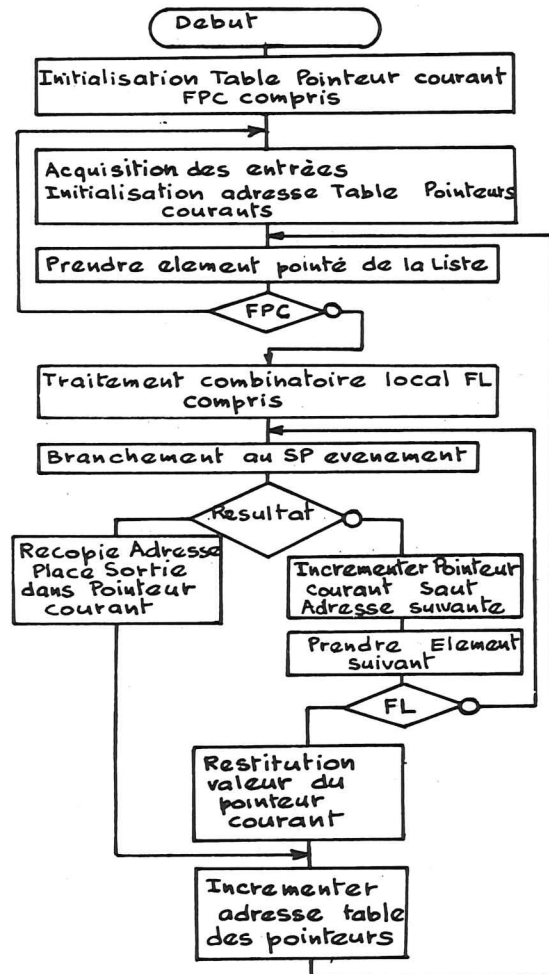 Debut
Initialisation Table Pointeur courant
FPC compris
Acquisition des entrèes
Initialisation adresse Table Pointeurs
courants
Prendre element pointé de la Liste
FPC
Traitement combinatoire local FL
compris
Branchement au SP evenement
Resultat
Recopie Adresse
Place Sortie
dans Pointeur
courant
Incrementer Pointeur
courant Saut
Adresse suivante
Prendre Element
suivant
FL
Restitution
valeur du
pointeur
courant
Incrementer
adresse table
des pointeurs